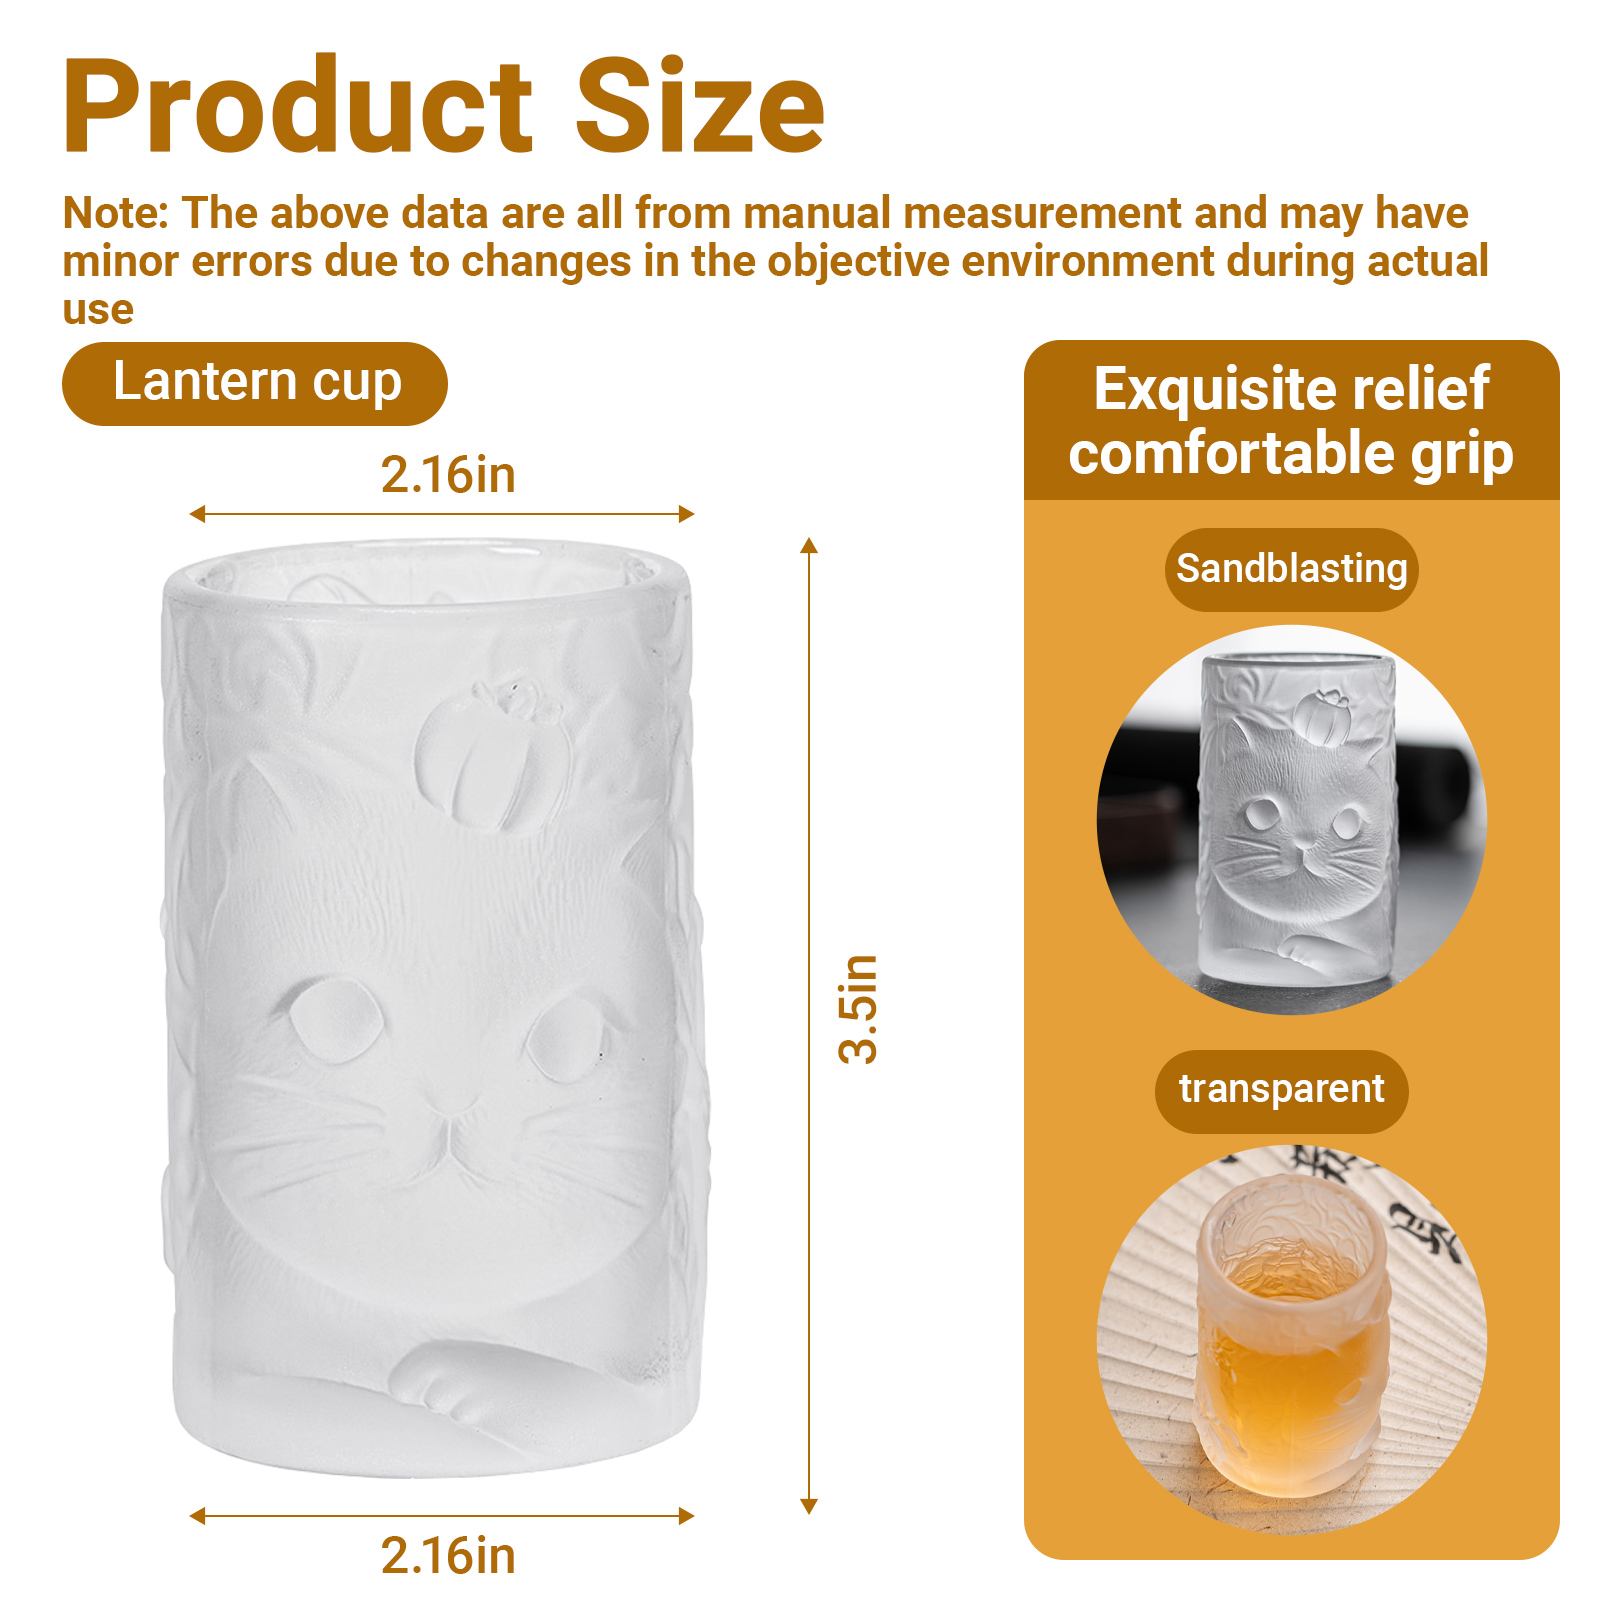 Product Size
Note: The above data are all from manual measurement and may have
minor errors due to changes in the objective environment during actual
use
Lantern cup
2.16in
3.5in
2.16in
Exquisite relief
comfortable grip
Sandblasting
transparent